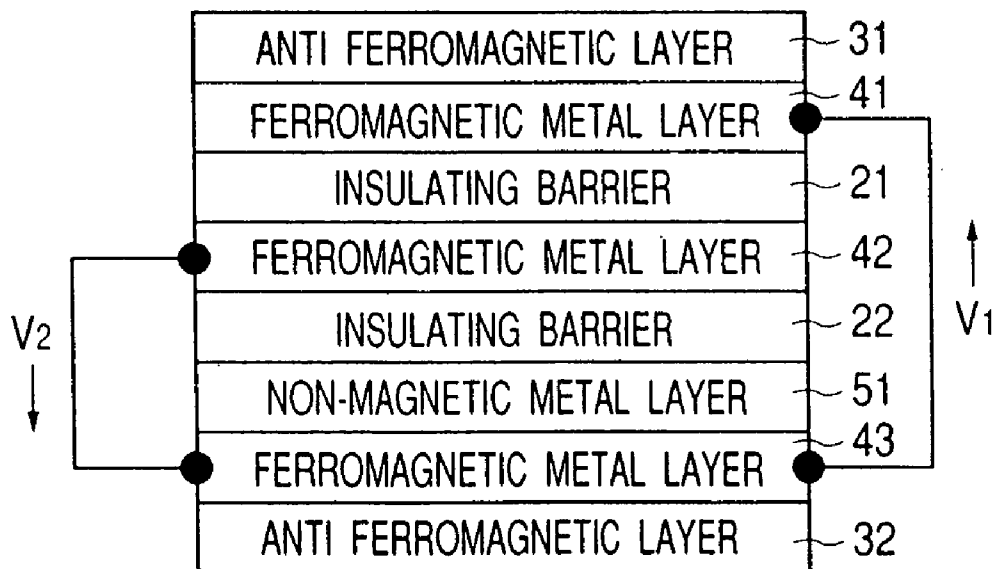 ANTI FERROMAGNETIC LAYER 31
41
FERROMAGNETIC METAL LAYER
INSULATING BARRIER 21
FERROMAGNETIC METAL LAYER 42
V1
V2
INSULATING BARRIER 22
NON-MAGNETIC METAL LAYER 51
43
FERROMAGNETIC METAL LAYER
ANTI FERROMAGNETIC LAYER 32